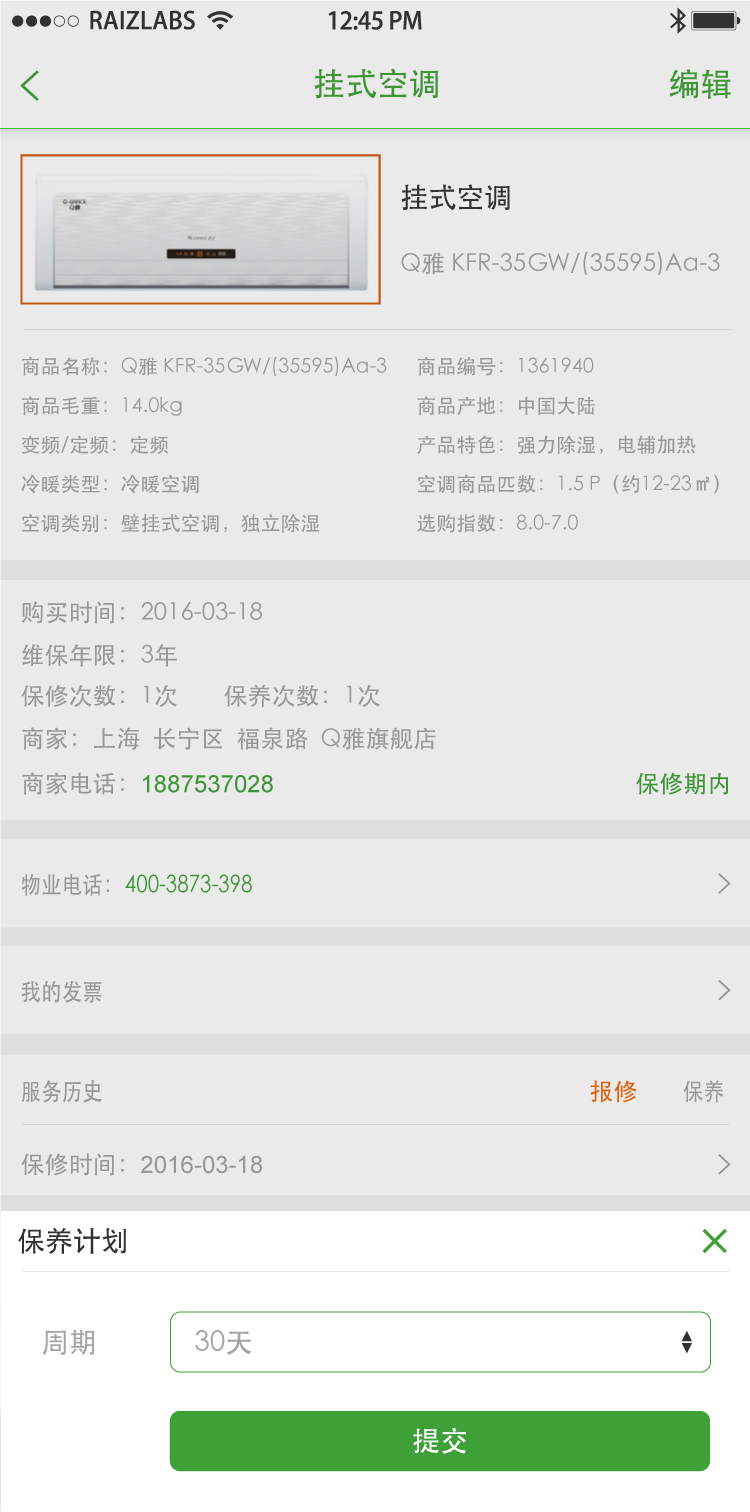 RAIZLABS 12:45 PM
挂式空调 编辑
Q雅
挂式空调
Q雅 KFR-35GW/(35595)Aa-3
商品名称：Q雅 KFR-35GW/(35595)Aa-3 商品编号：1361940
商品毛重：14.0kg 商品产地：中国大陆
变频/定频：定频 产品特色：强力除湿，电辅加热
冷暖类型：冷暖空调 空调商品匹数：1.5 P（约12-23㎡）
空调类别：壁挂式空调，独立除湿 选购指数：8.0-7.0
购买时间：2016-03-18
维保年限：3年
保修次数：1次 保养次数：1次
商家：上海 长宁区 福泉路 Q雅旗舰店
商家电话：1887537028 保修期内
物业电话：400-3873-398
我的发票
服务历史 报修 保养
保修时间：2016-03-18
保养计划
周期 30天
提交